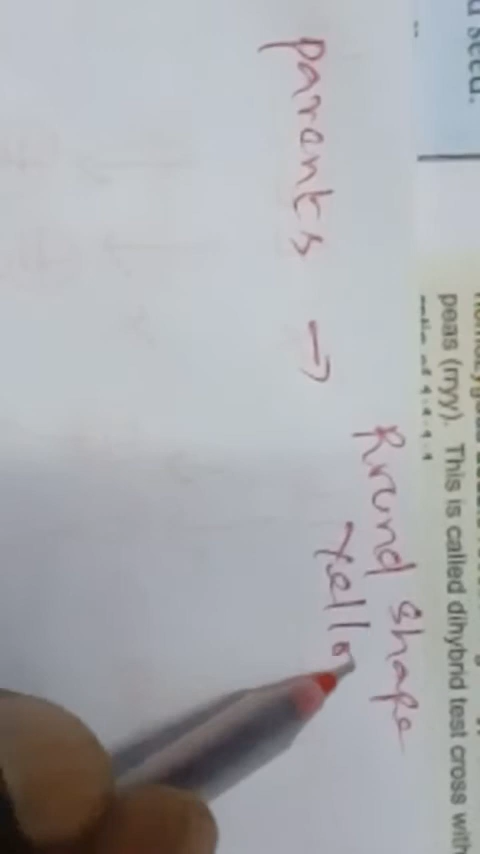 seed.
peas (rryy). This is called dihybrid test cross with
parents →
Round shape
Yello